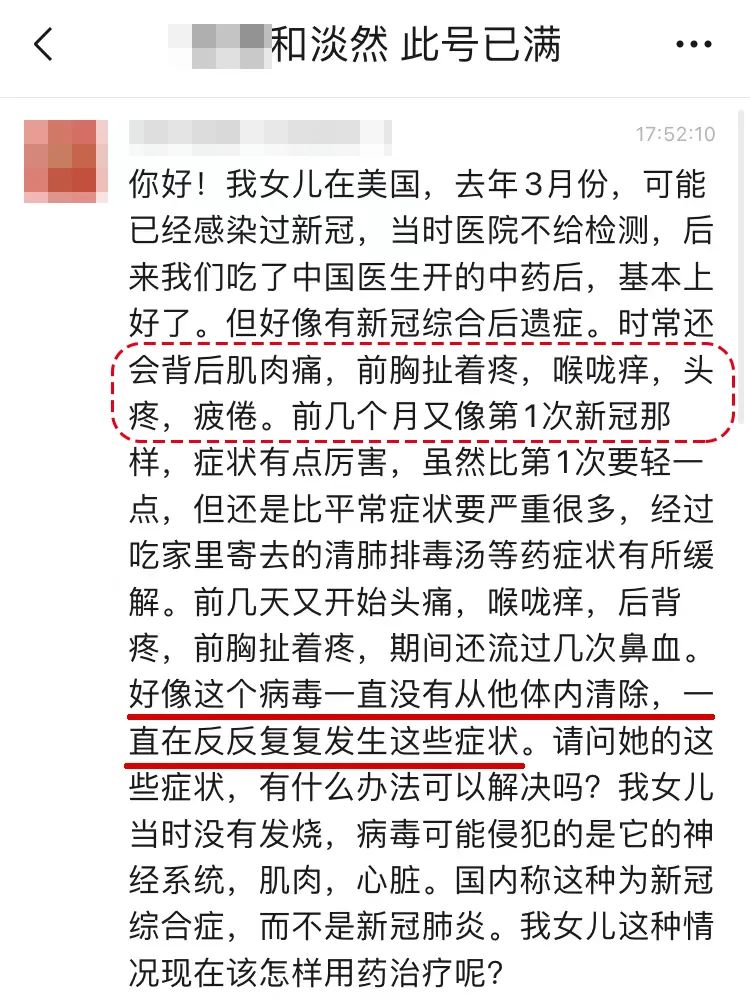 和淡然 此号已满
17:52:10
你好！我女儿在美国，去年3月份，可能
已经感染过新冠，当时医院不给检测，后
来我们吃了中国医生开的中药后，基本上
好了。但好像有新冠综合后遗症。时常还
会背后肌肉痛，前胸扯着疼，喉咙痒，头
疼，疲倦。前几个月又像第1次新冠那
样，症状有点厉害，虽然比第1次要轻一
点，但还是比平常症状要严重很多，经过
吃家里寄去的清肺排毒汤等药症状有所缓
解。前几天又开始头痛，喉咙痒，后背
疼，前胸扯着疼，期间还流过几次鼻血。
好像这个病毒一直没有从他体内清除，一
直在反反复复发生这些症状。请问她的这
些症状，有什么办法可以解决吗？我女儿
当时没有发烧，病毒可能侵犯的是它的神
经系统，肌肉，心脏。国内称这种为新冠
综合症，而不是新冠肺炎。我女儿这种情
况现在该怎样用药治疗呢？